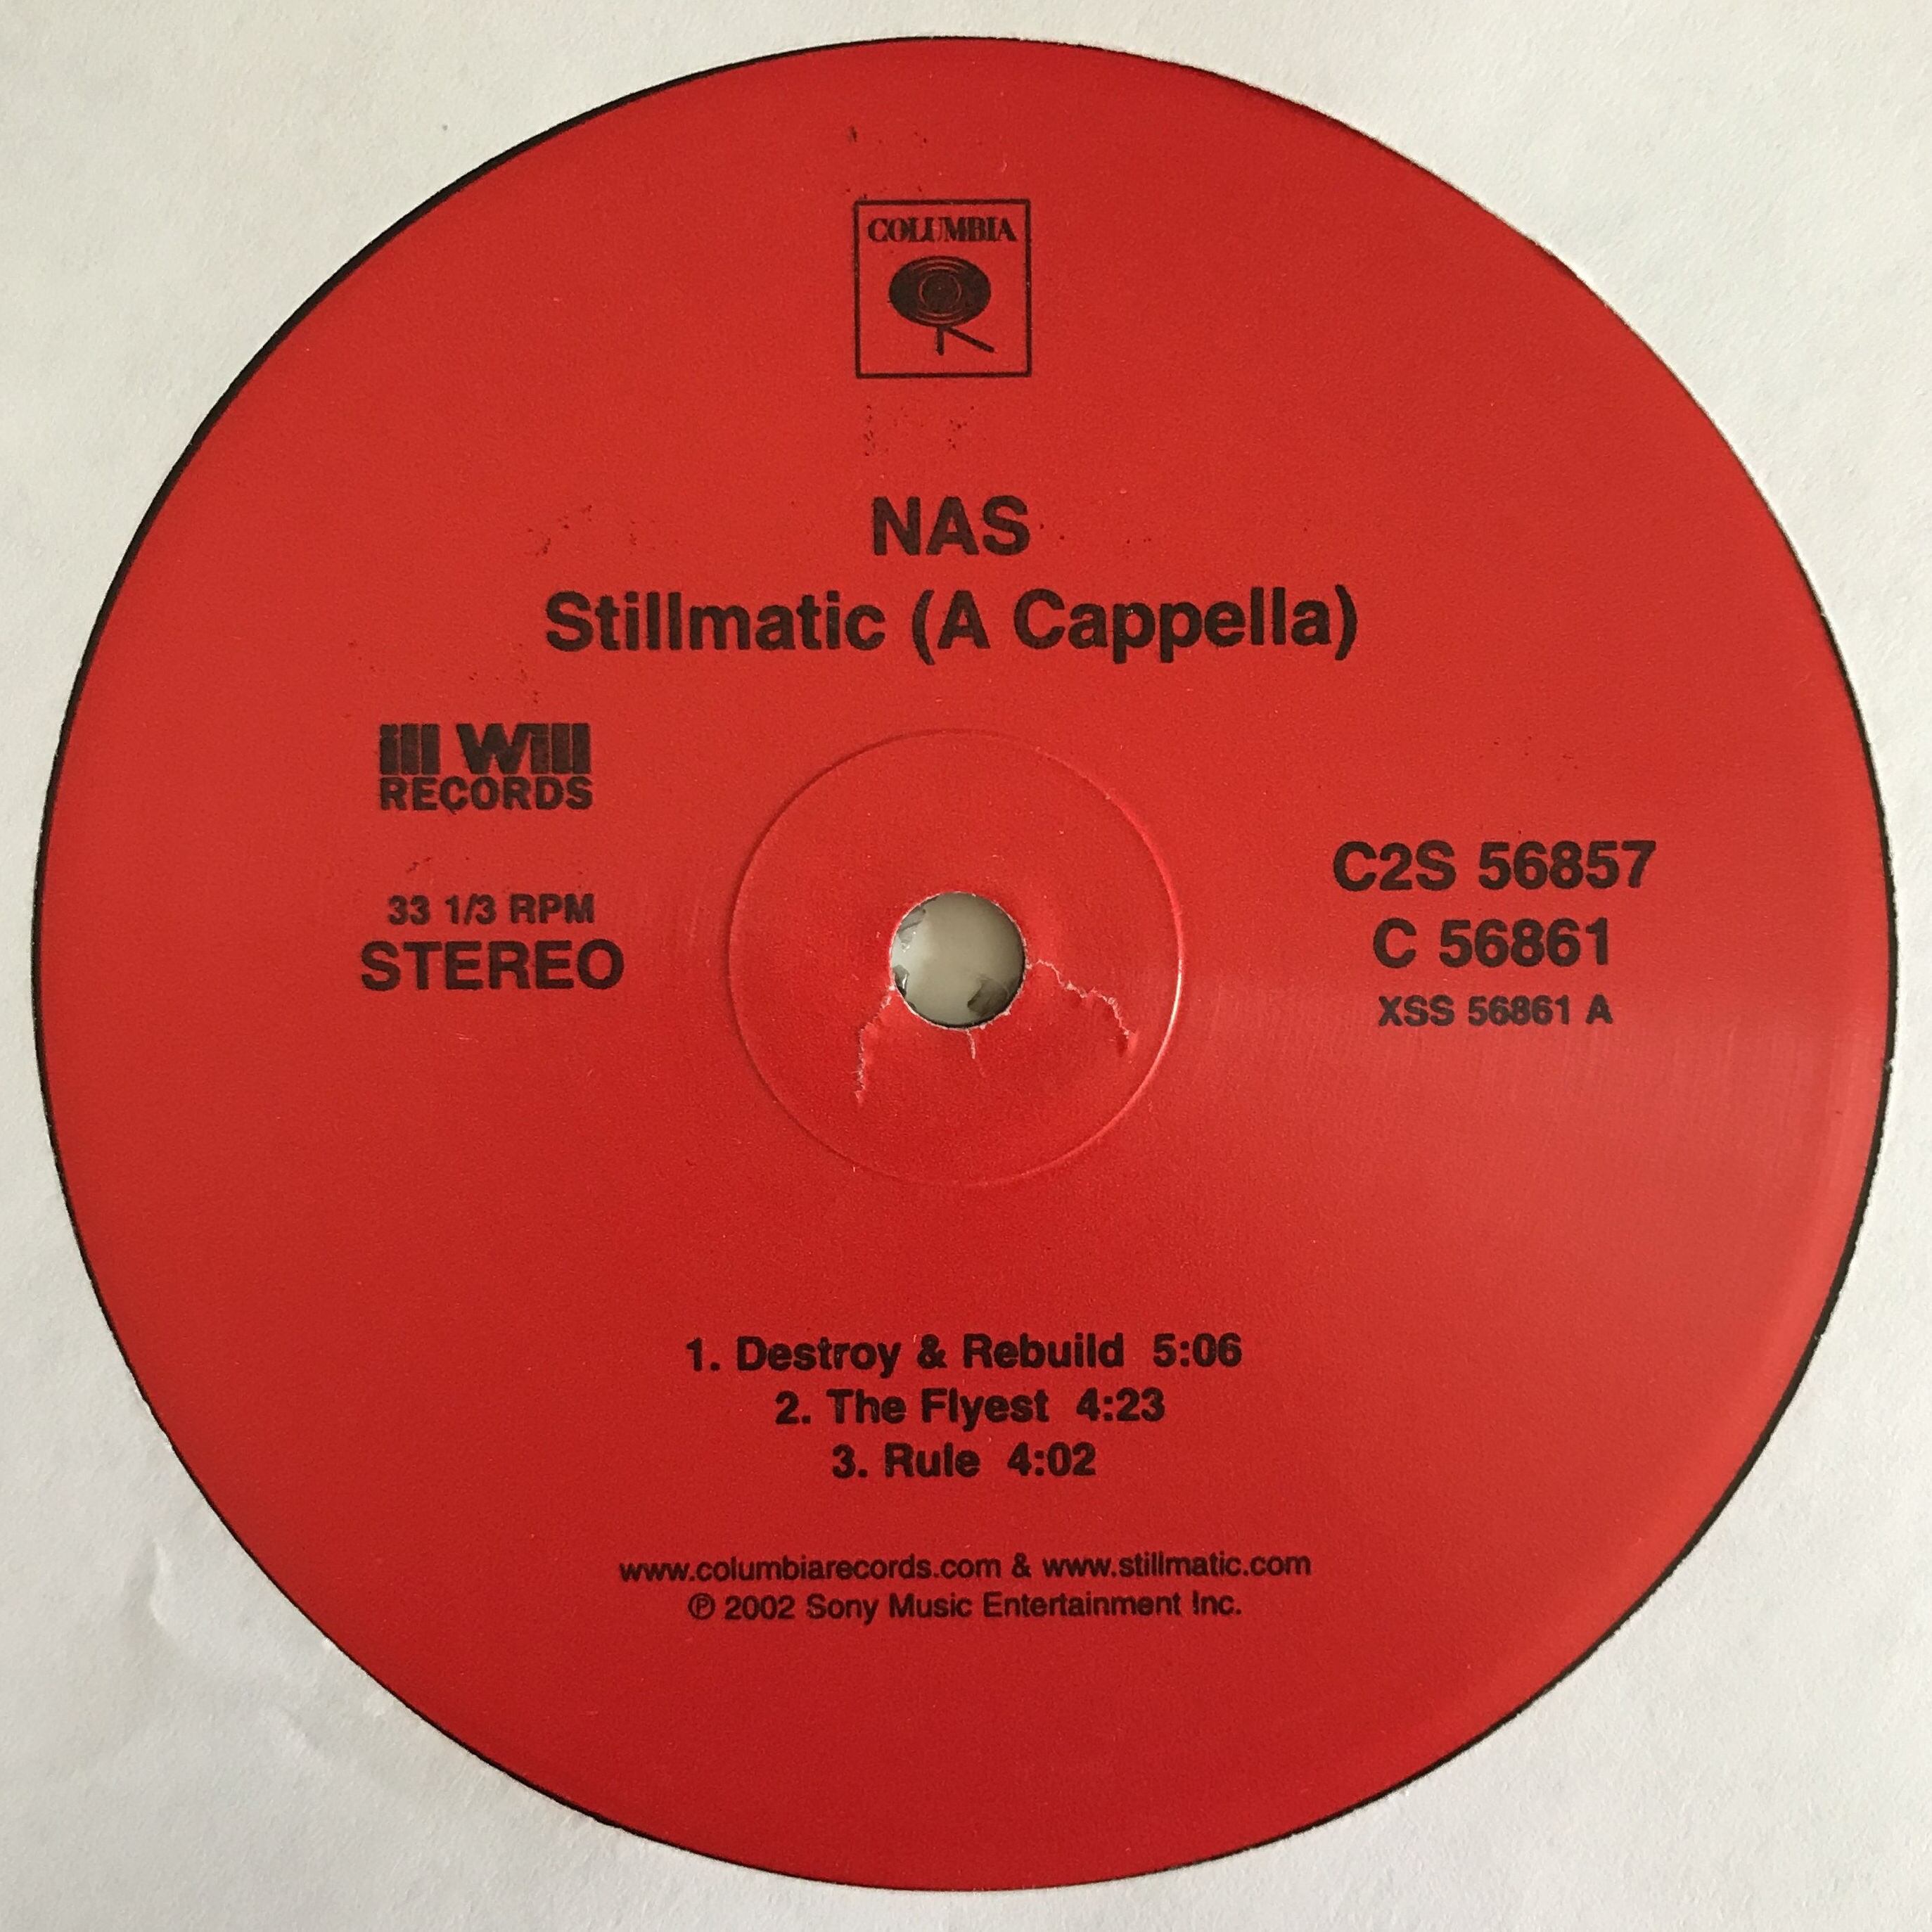 COLUMBIA
NAS
Stillmatic (A Cappella)
ill Will
RECORDS
33 1/3 RPM
STEREO
C2S 56857
C 56861
XSS 56861 A
1. Destroy & Rebuild 5:06
2. The Flyest 4:23
3. Rule 4:02
www.columbiarecords.com & www.stillmatic.com
℗ 2002 Sony Music Entertainment Inc.